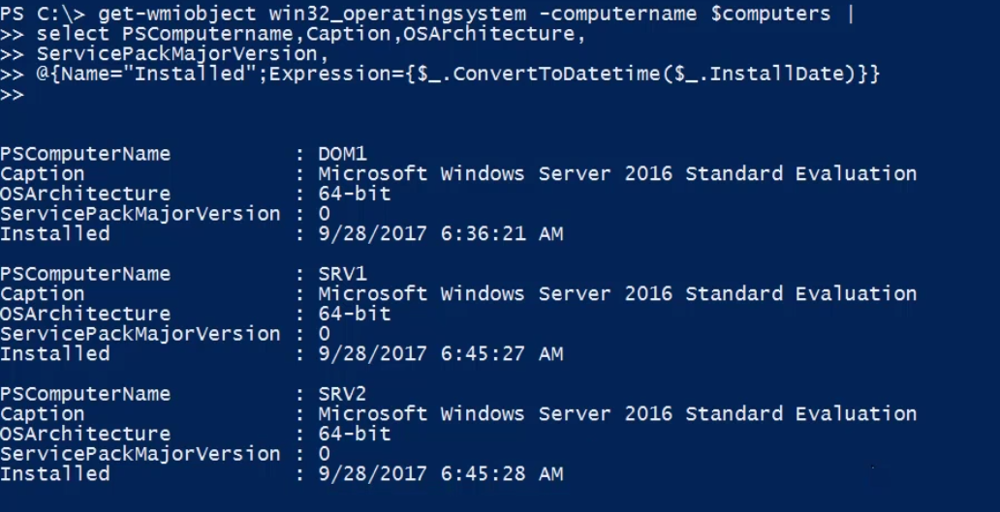 PS C:\> get-wmiobject win32_operatingsystem -computername $computers |
>> select PSComputername,Caption,OSArchitecture,
>> ServicePackMajorVersion,
>> @{Name="Installed";Expression={$_.ConvertToDatetime($_.InstallDate)}}
>>
PSComputerName          : DOM1
Caption                 : Microsoft Windows Server 2016 Standard Evaluation
OSArchitecture          : 64-bit
ServicePackMajorVersion : 0
Installed               : 9/28/2017 6:36:21 AM
PSComputerName          : SRV1
Caption                 : Microsoft Windows Server 2016 Standard Evaluation
OSArchitecture          : 64-bit
ServicePackMajorVersion : 0
Installed               : 9/28/2017 6:45:27 AM
PSComputerName          : SRV2
Caption                 : Microsoft Windows Server 2016 Standard Evaluation
OSArchitecture          : 64-bit
ServicePackMajorVersion : 0
Installed               : 9/28/2017 6:45:28 AM